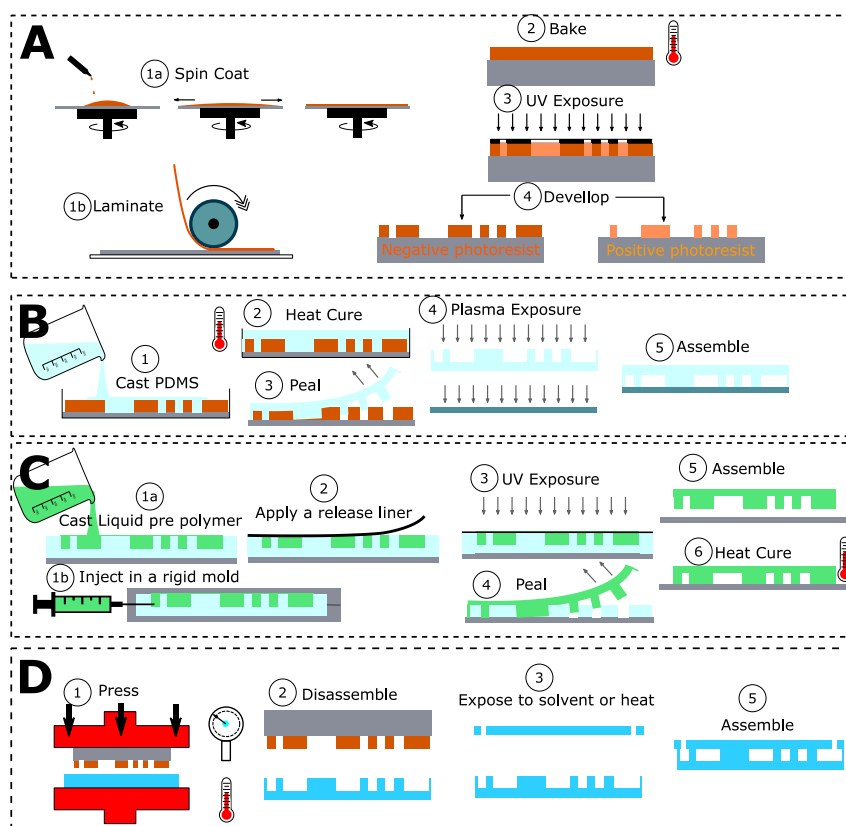 A
1a Spin Coat
2 Bake
3 UV Exposure
1b Laminate
4 Devellop
Negative photoresist
Positive photoresist
B
1
Cast PDMS
2 Heat Cure
3 Peal
4 Plasma Exposure
5 Assemble
C
1a
Cast Liquid pre polymer
2
Apply a release liner
3 UV Exposure
5 Assemble
1b Inject in a rigid mold
4 Peal
6 Heat Cure
D
1 Press
2 Disassemble
3
Expose to solvent or heat
5
Assemble